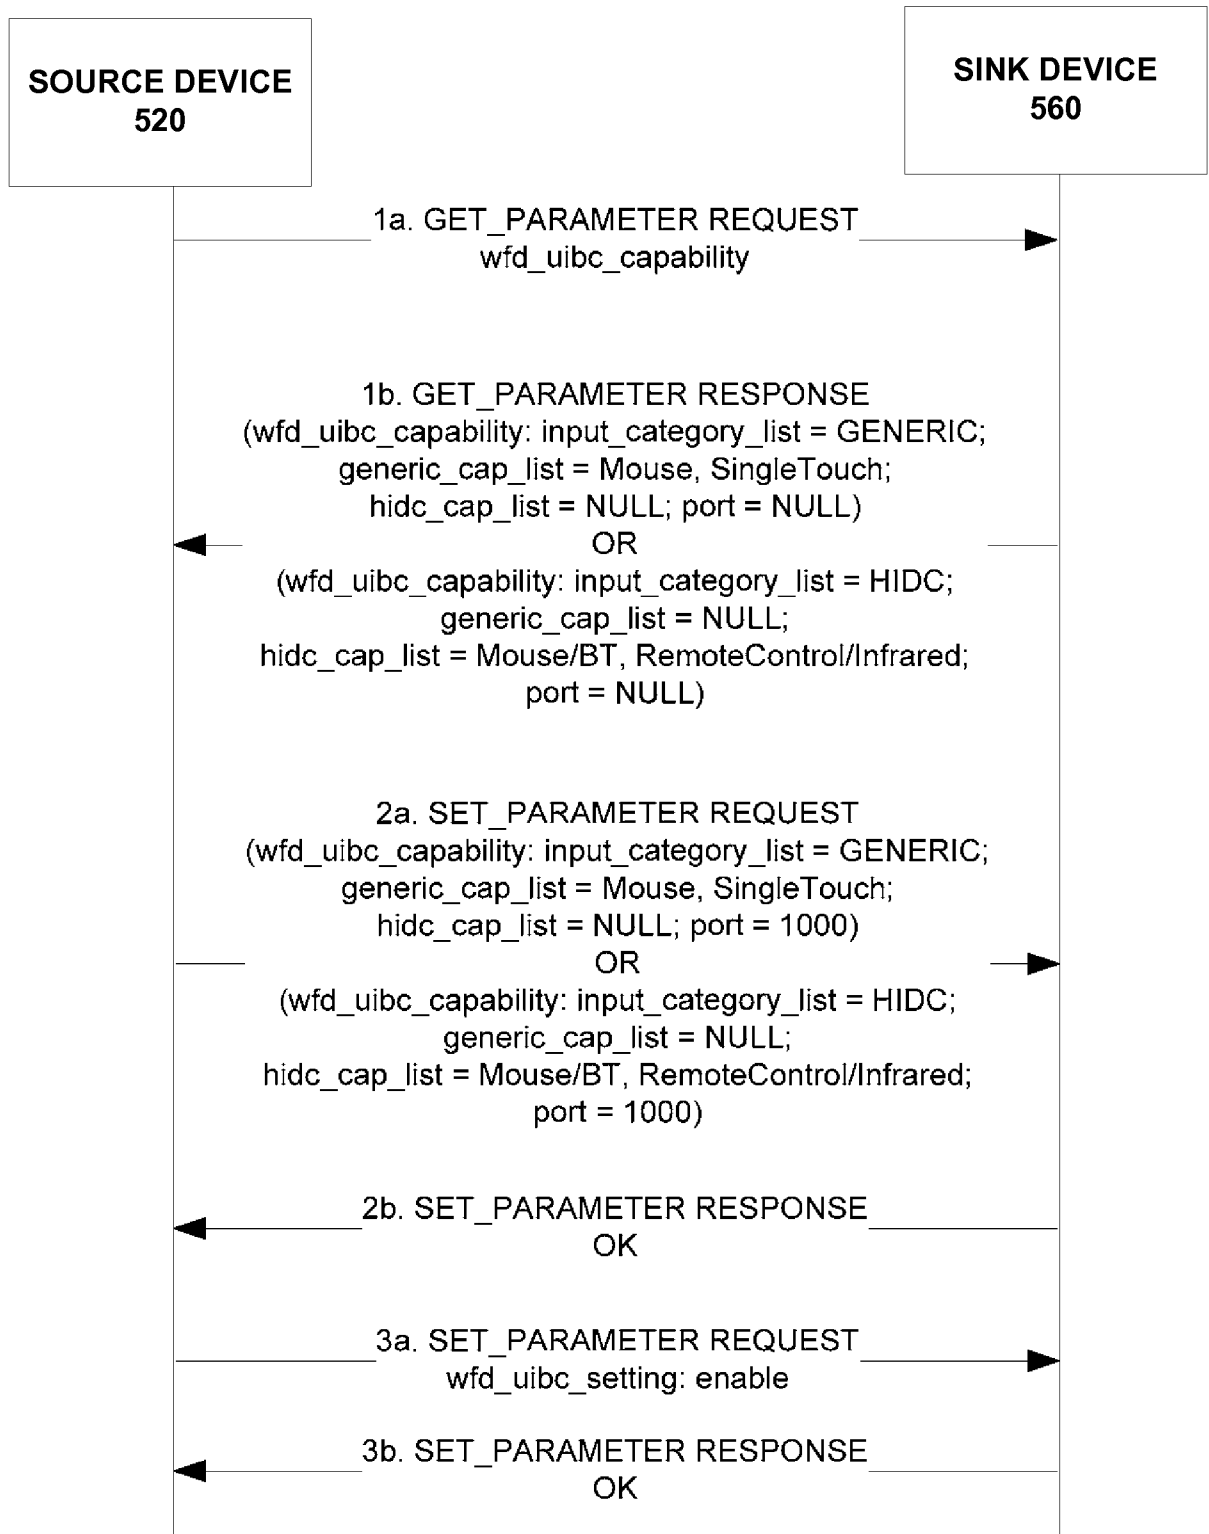 SOURCE DEVICE
520
SINK DEVICE
560
1a. GET_PARAMETER REQUEST
wfd_uibc_capability
1b. GET_PARAMETER RESPONSE
(wfd_uibc_capability: input_category_list = GENERIC;
generic_cap_list = Mouse, SingleTouch;
hidc_cap_list = NULL; port = NULL)
OR
(wfd_uibc_capability: input_category_list = HIDC;
generic_cap_list = NULL;
hidc_cap_list = Mouse/BT, RemoteControl/Infrared;
port = NULL)
2a. SET_PARAMETER REQUEST
(wfd_uibc_capability: input_category_list = GENERIC;
generic_cap_list = Mouse, SingleTouch;
hidc_cap_list = NULL; port = 1000)
OR
(wfd_uibc_capability: input_category_list = HIDC;
generic_cap_list = NULL;
hidc_cap_list = Mouse/BT, RemoteControl/Infrared;
port = 1000)
2b. SET_PARAMETER RESPONSE
OK
3a. SET_PARAMETER REQUEST
wfd_uibc_setting: enable
3b. SET_PARAMETER RESPONSE
OK